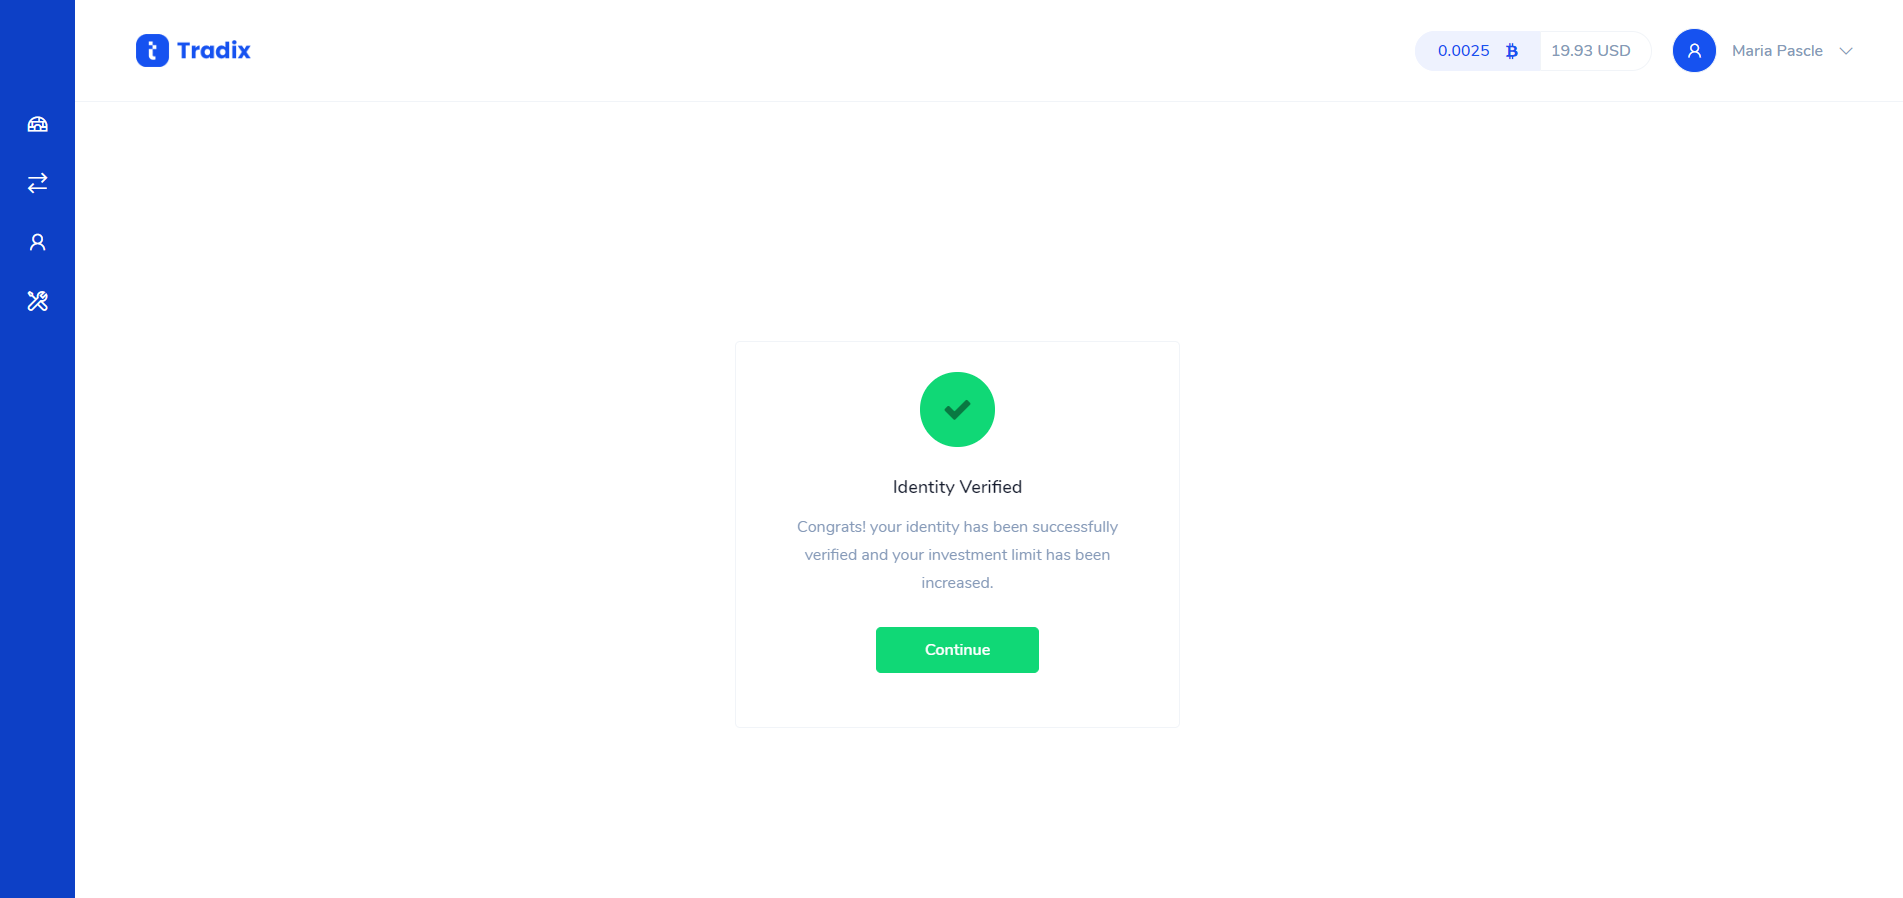 Tradix
0.0025 19.93 USD Maria Pascle
Identity Verified
Congrats! your identity has been successfully
verified and your investment limit has been
increased.
Continue